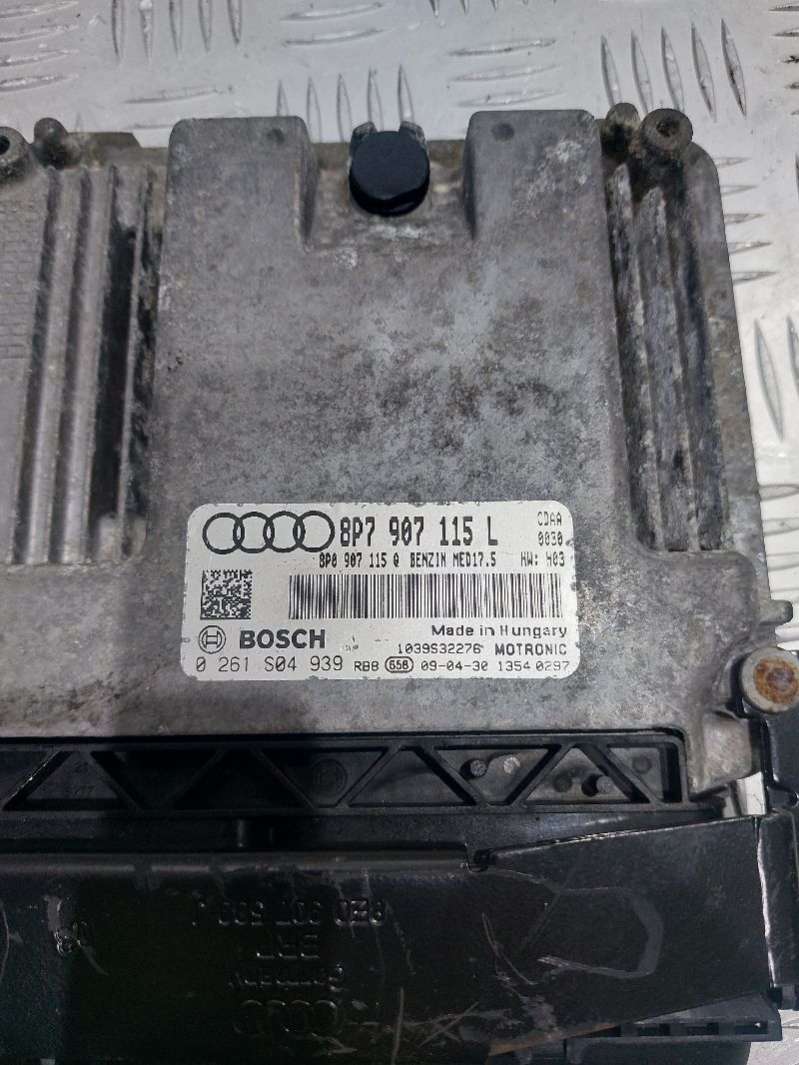 8P7 907 115 L
CDAA
0030
8P0 907 115 Q BENZIN MED17.5 HW: H03
Made in Hungary
BOSCH
1039S32276 MOTRONIC
0 261 S04 939 RBB 658 09-04-30 1354 0297